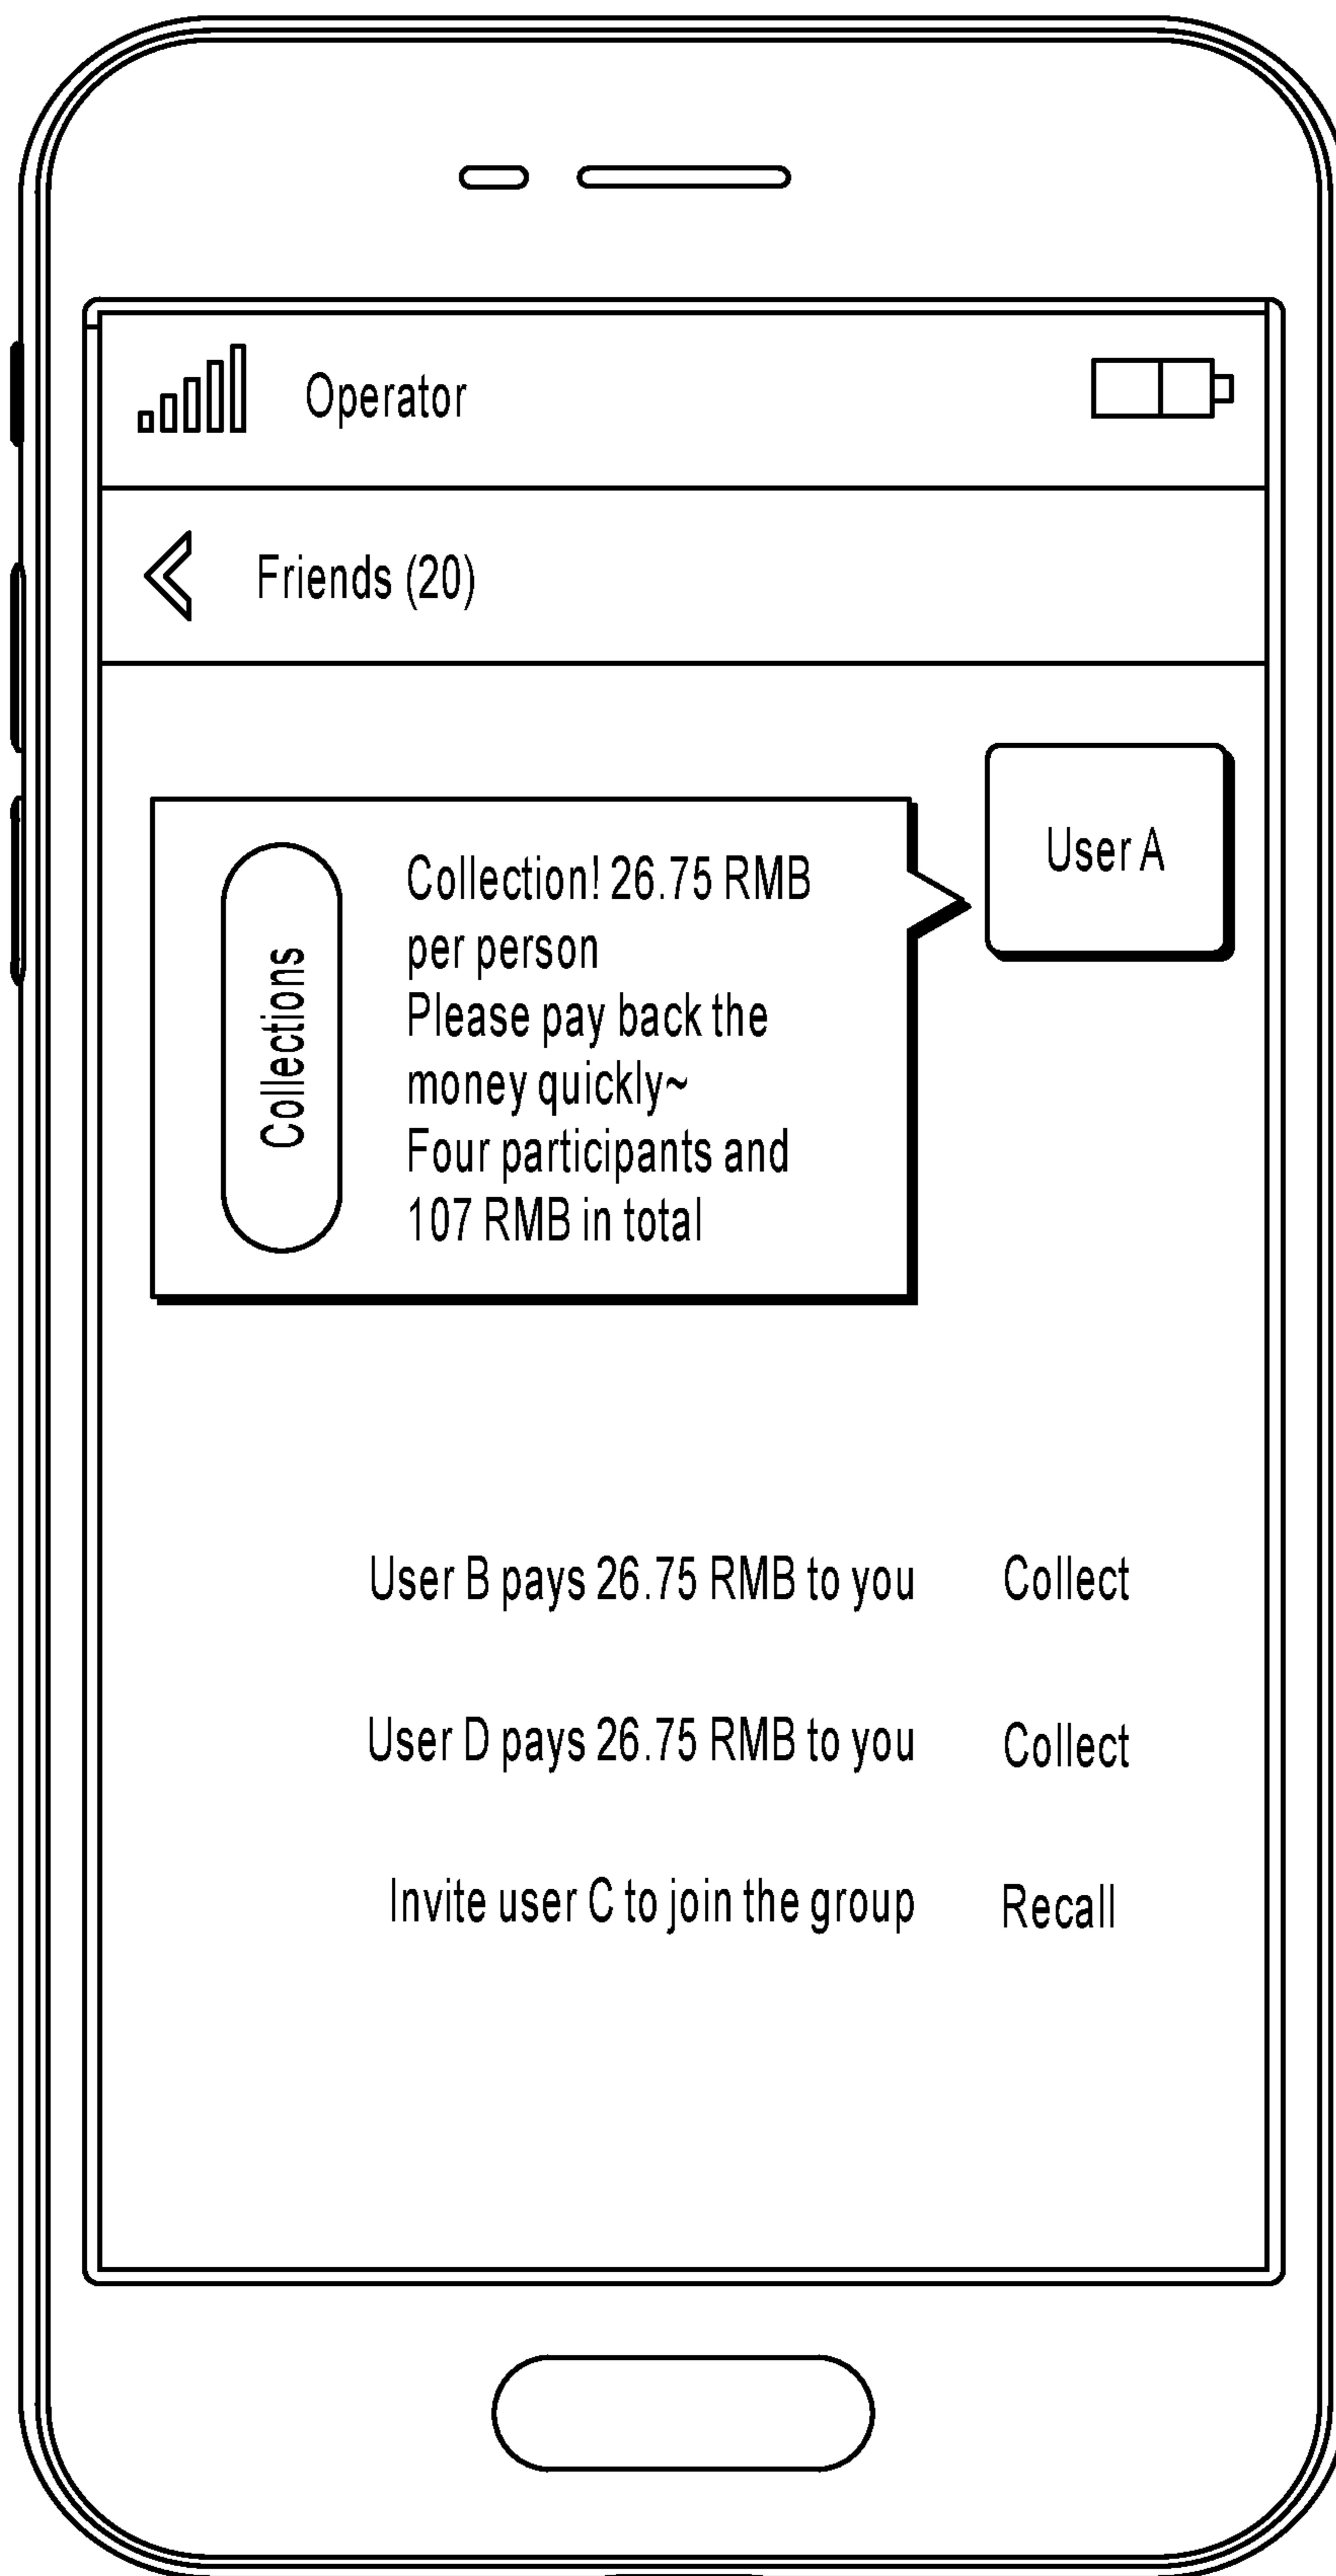 Operator
Friends (20)
User A
Collections
Collection! 26.75 RMB
per person
Please pay back the
money quickly~
Four participants and
107 RMB in total
User B pays 26.75 RMB to you Collect
User D pays 26.75 RMB to you Collect
Invite user C to join the group Recall